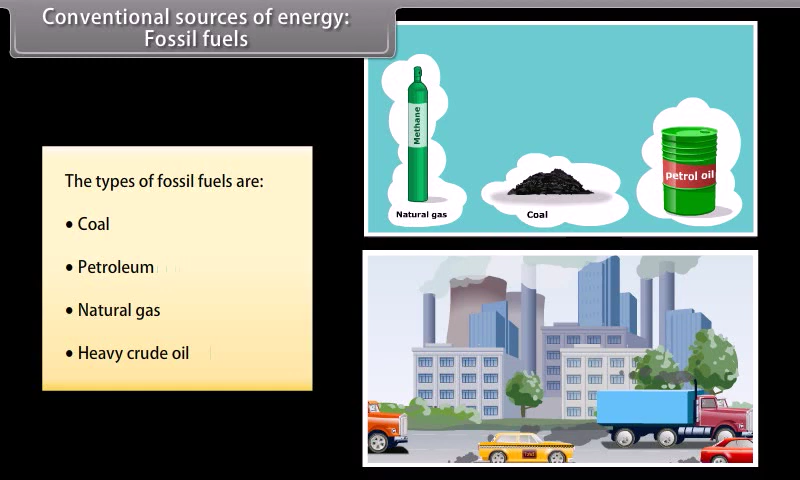 Conventional sources of energy:
Fossil fuels
The types of fossil fuels are:
• Coal
• Petroleum
• Natural gas
• Heavy crude oil
Methane
petrol oil
Natural gas
Coal
TAXI